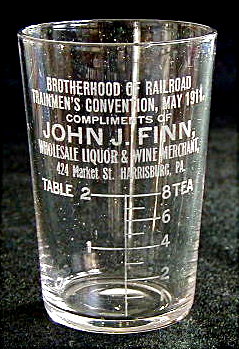 BROTHERHOOD OF RAILROAD
TRAINMEN'S CONVENTION, MAY 1911.
COMPLIMENTS OF
JOHN J. FINN,
WHOLESALE LIQUOR & WINE MERCHANT,
424 Market St. HARRISBURG, PA.
TABLE 2 8 TEA
6
1 4
2